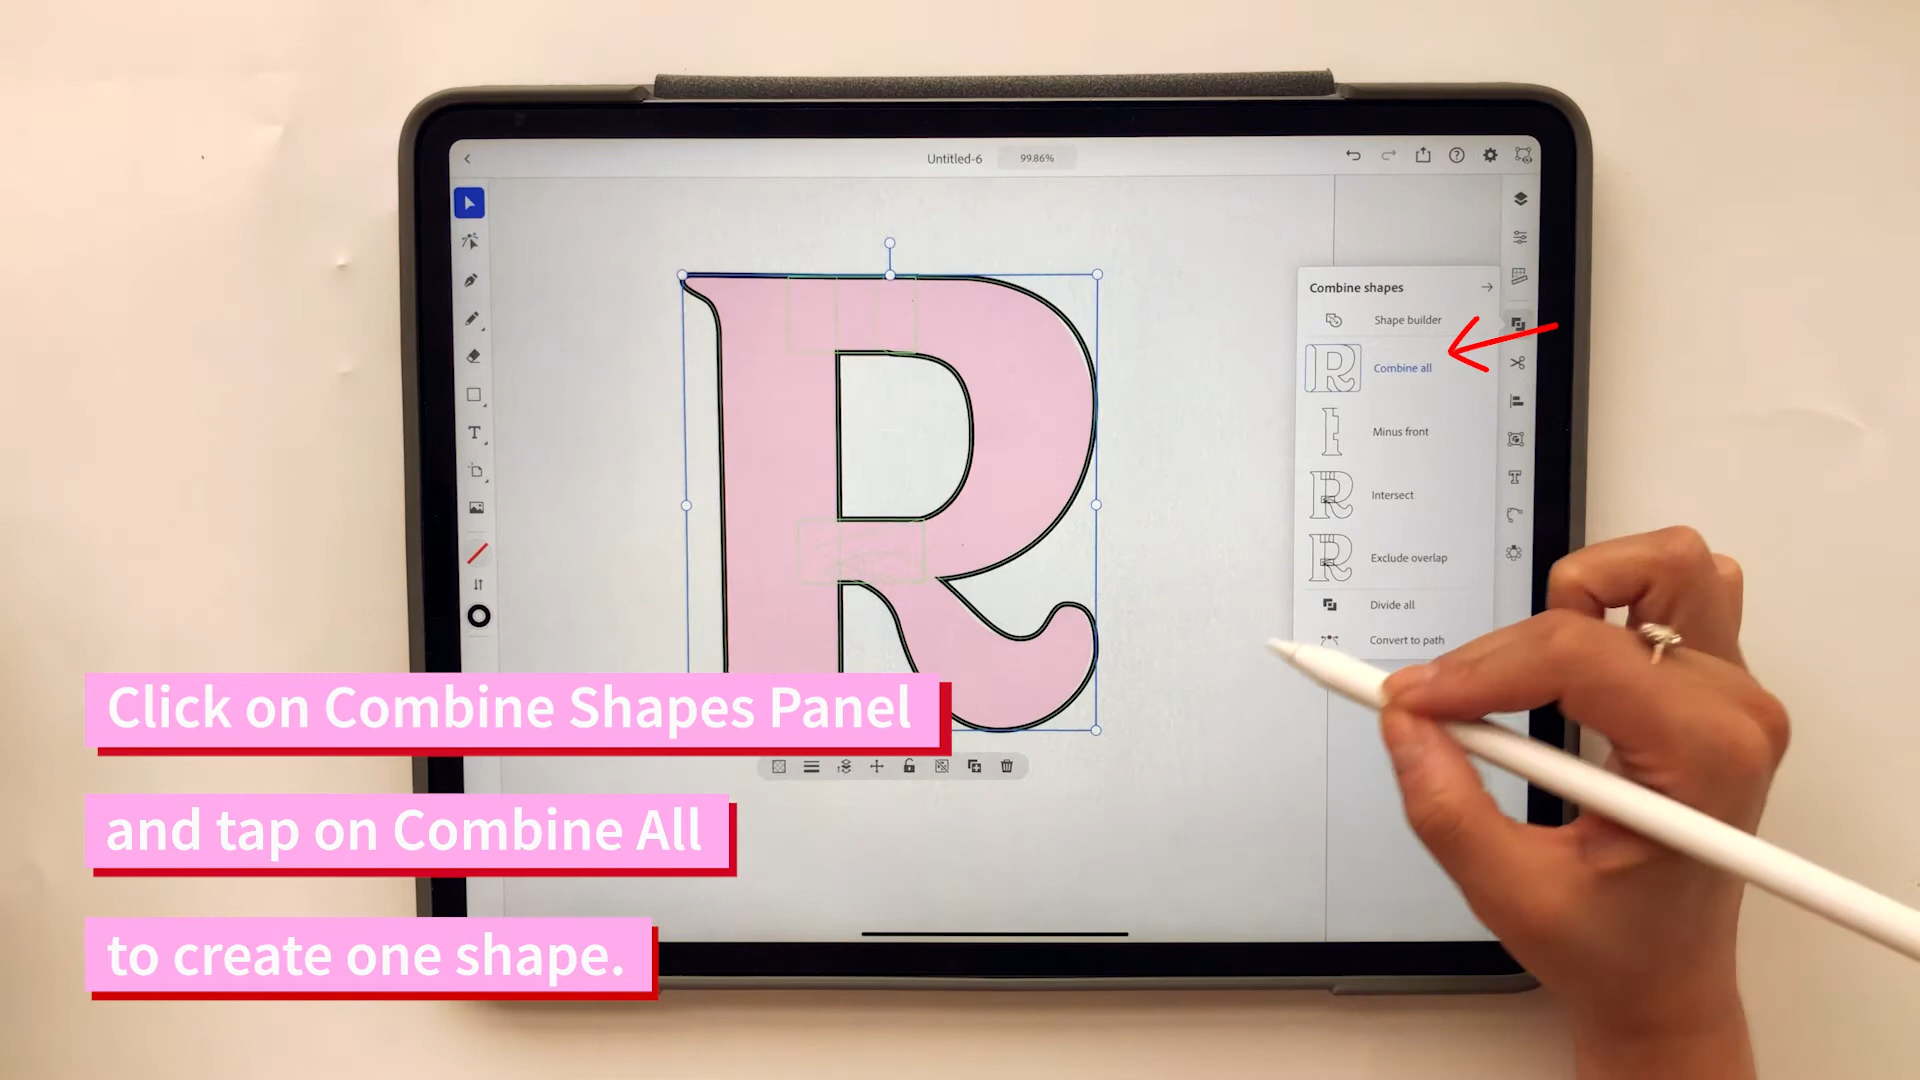 Untitled-6 99.86%
Combine shapes
Shape builder
Combine all
Minus front
Intersect
Exclude overlap
Divide all
Convert to path
R
Click on Combine Shapes Panel
and tap on Combine All
to create one shape.